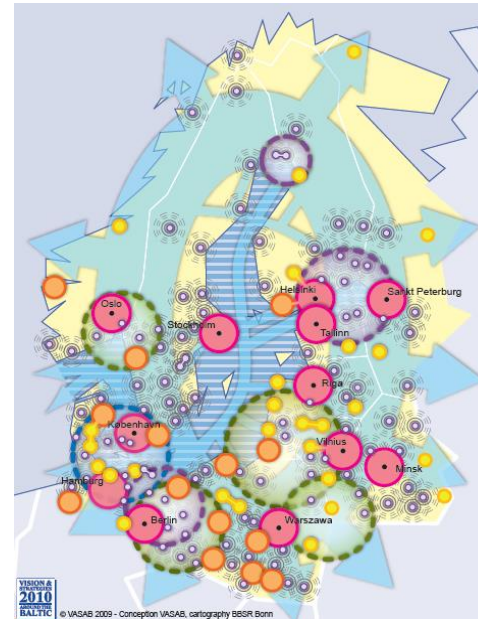 Helsinki
Sankt Peterburg
Oslo
Stockholm
Tallinn
Riga
København
Vilnius
Minsk
Hamburg
Berlin
Warszawa
VISION &
STRATEGIES
2010
AROUND THE
BALTIC
© VASAB 2009 - Conception VASAB, cartography BBSR Bonn